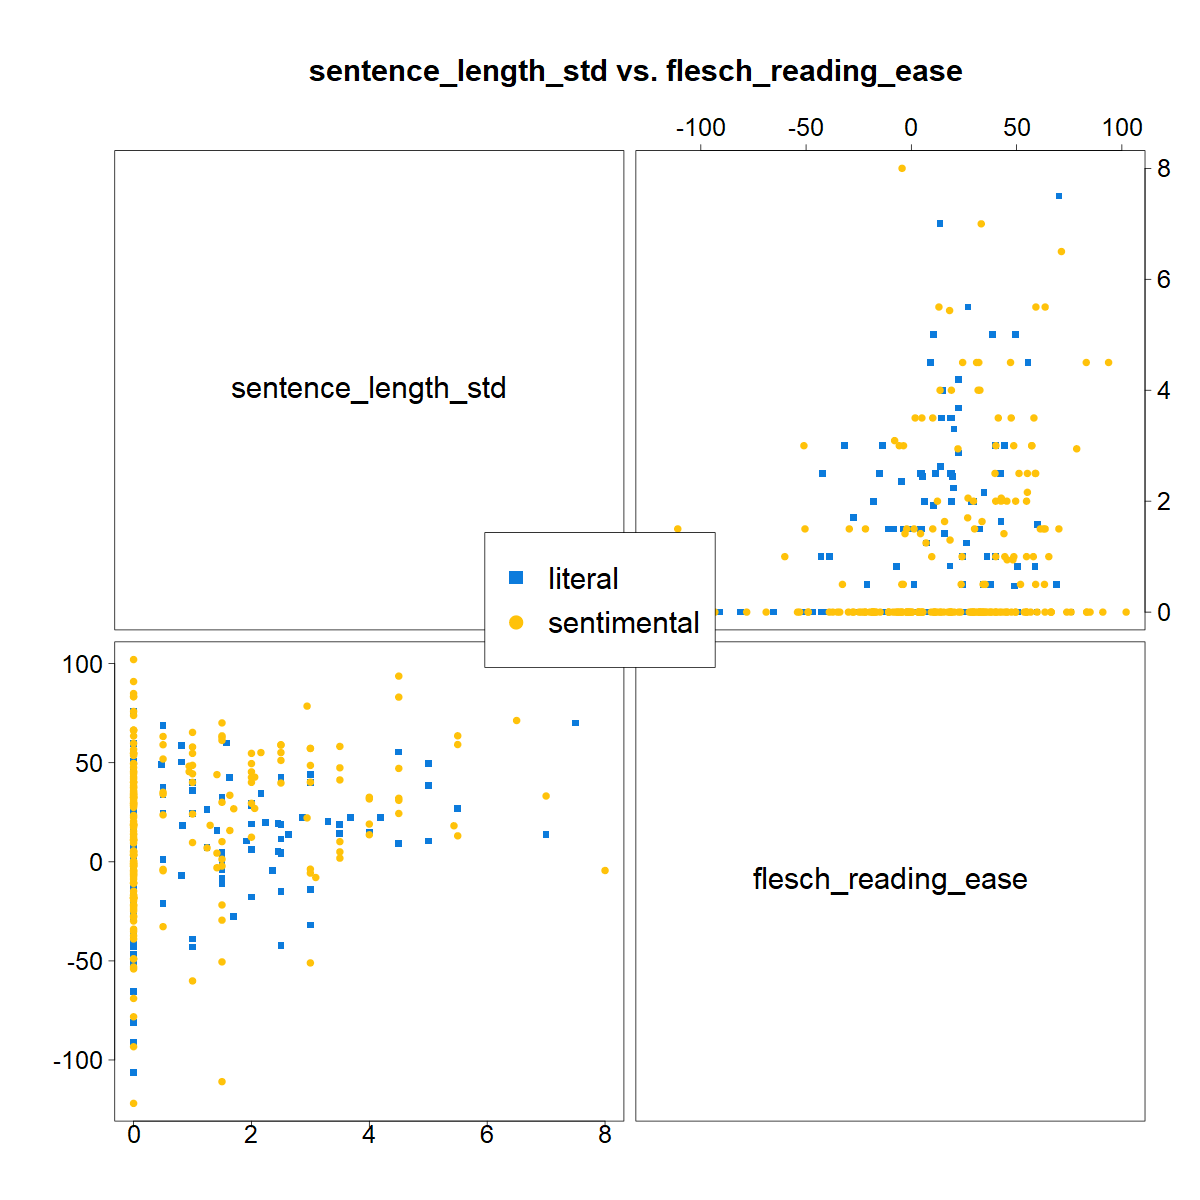 sentence_length_std vs. flesch_reading_ease
-100 -50 0 50 100
8
6
sentence_length_std
4
2
literal
0
sentimental
100
50
0
flesch_reading_ease
-50
-100
0 2 4 6 8